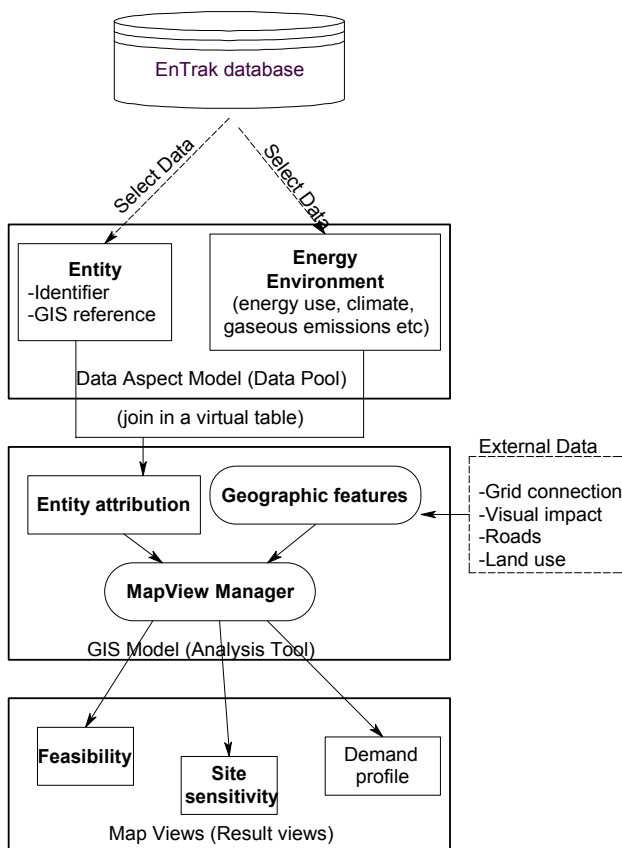 EnTrak database
Select Data
Select Data
Entity
-Identifier
-GIS reference
Energy
Environment
(energy use, climate,
gaseous emissions etc)
Data Aspect Model (Data Pool)
(join in a virtual table)
External Data
-Grid connection
-Visual impact
-Roads
-Land use
Entity attribution
Geographic features
MapView Manager
GIS Model (Analysis Tool)
Feasibility
Site
sensitivity
Demand
profile
Map Views (Result views)